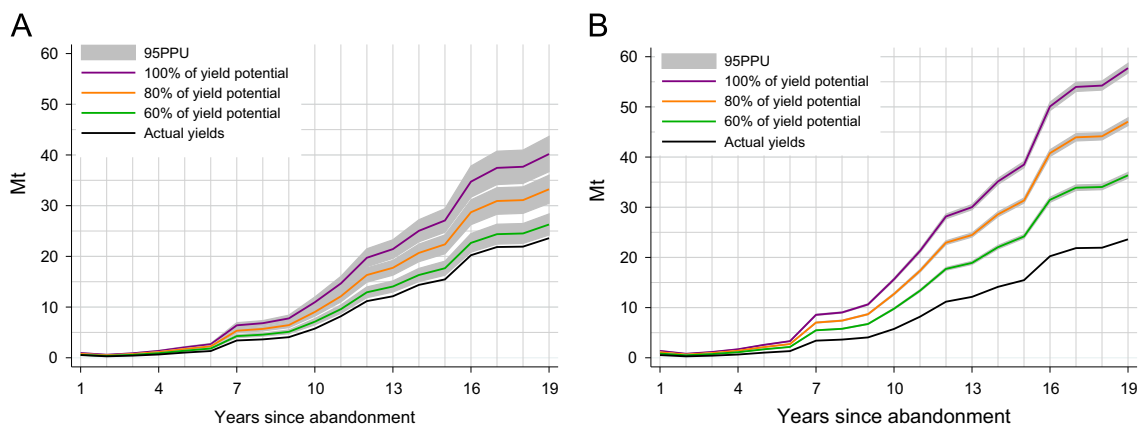 A
60
50
40
30
20
10
0
Mt
95PPU
100% of yield potential
80% of yield potential
60% of yield potential
Actual yields
1 4 7 10 13 16 19
Years since abandonment
B
60
50
40
30
20
10
0
Mt
95PPU
100% of yield potential
80% of yield potential
60% of yield potential
Actual yields
1 4 7 10 13 16 19
Years since abandonment